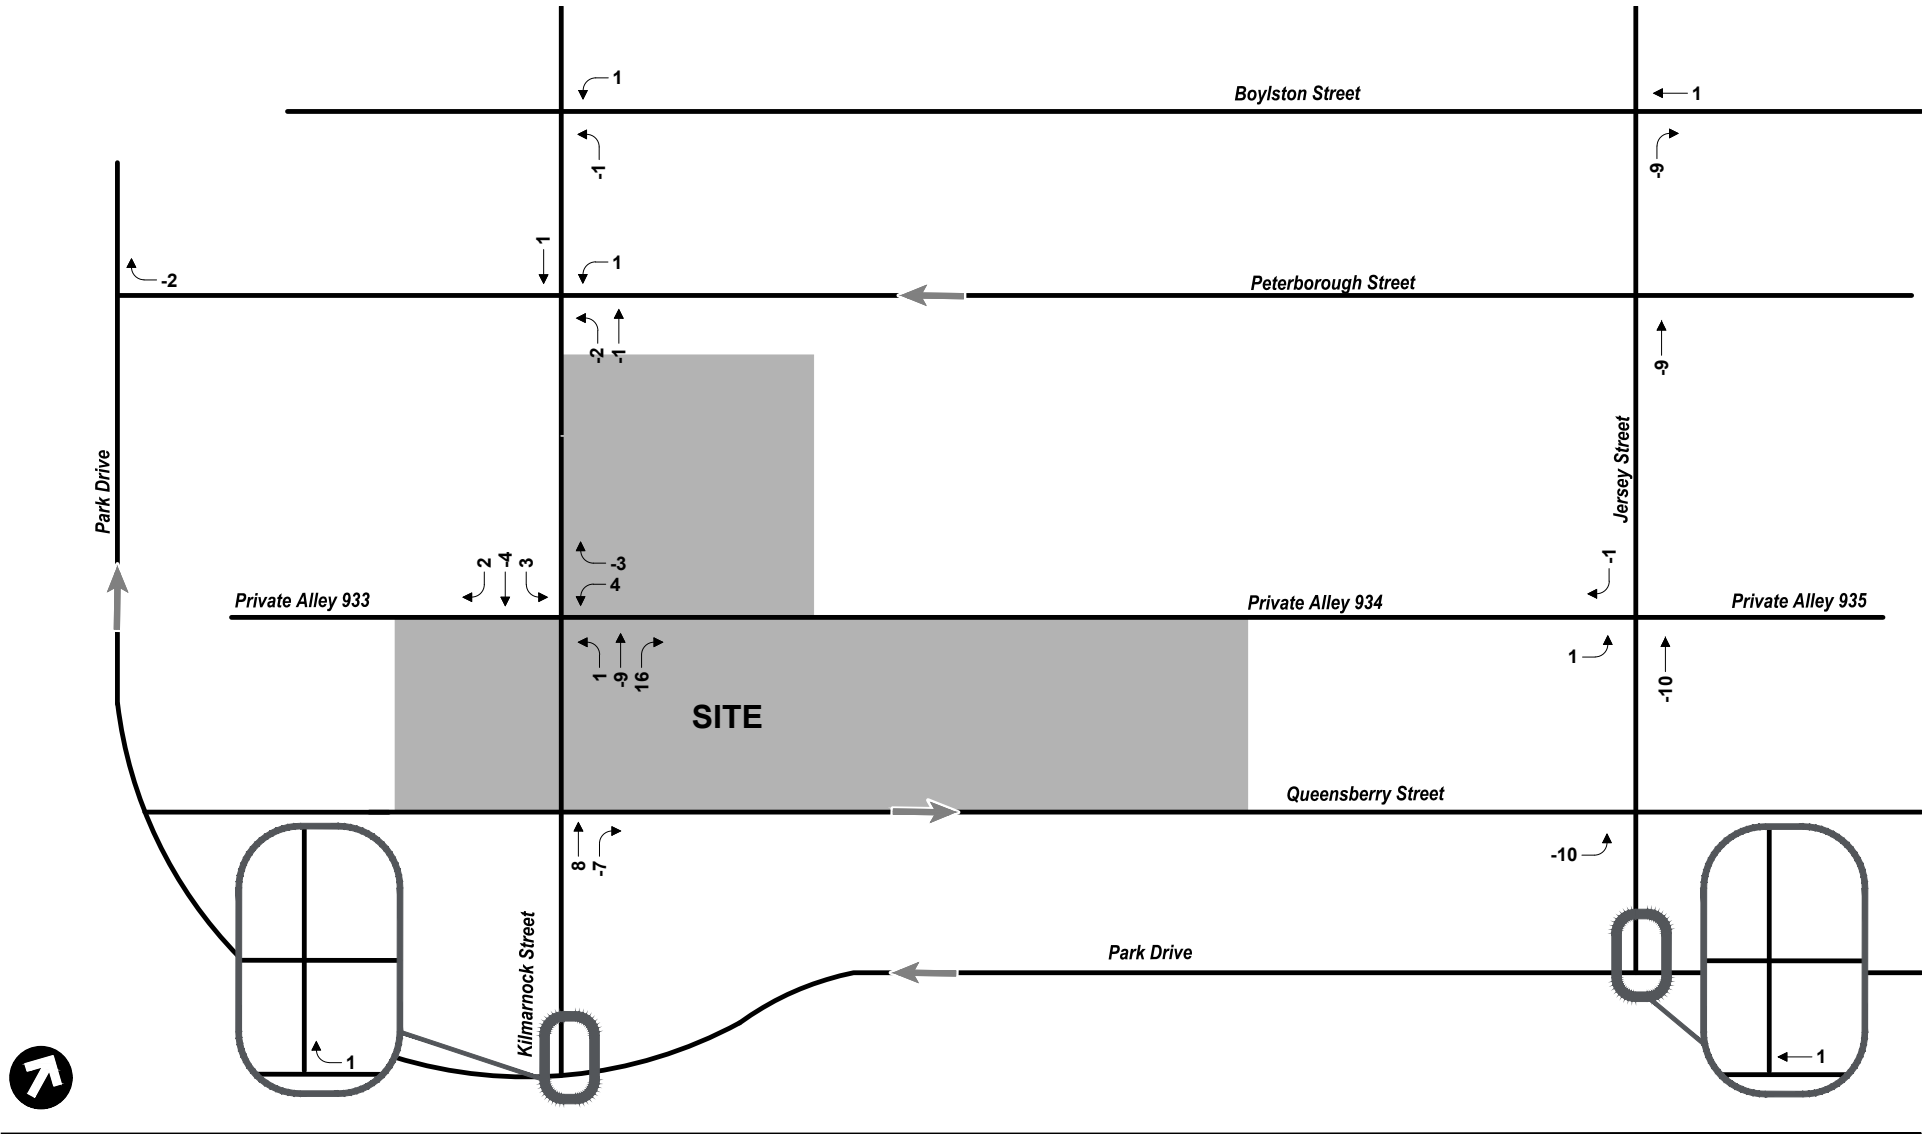 1
Boylston Street
1
-1
-9
1
1
-2
Peterborough Street
-2
-1
-9
Park Drive
Jersey Street
2
-4
3
-3
4
-1
Private Alley 933
Private Alley 934
Private Alley 935
1
-9
16
1
-10
SITE
Queensberry Street
8
-7
-10
Kilmarnock Street
Park Drive
1
1